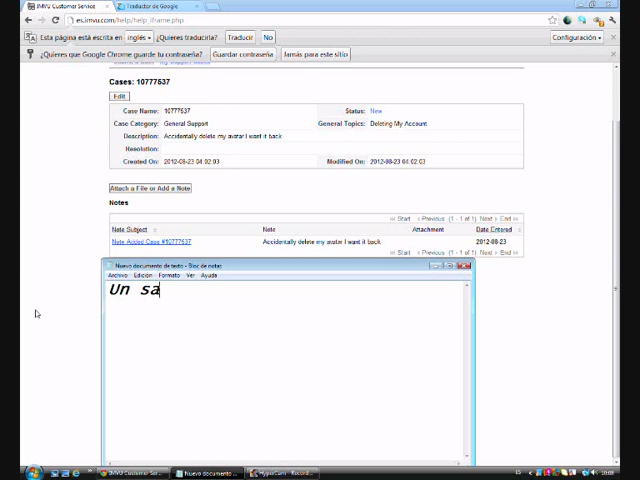 IMVU Customer Service
Traductor de Google
es.imvu.com/help/help_iframe.php
Esta página está escrita en inglés ¿Quieres traducirla? Traducir No Configuración
¿Quieres que Google Chrome guarde tu contraseña? Guardar contraseña Jamás para este sitio
Cases: 10777537
Edit
Case Name: 10777537 Status: New
Case Category: General Support General Topics: Deleting My Account
Description: Accidentally delete my avatar I want it back
Resolution:
Created On: 2012-08-23 04:02:03 Modified On: 2012-08-23 04:02:03
Attach a File or Add a Note
Notes
Start Previous (1 - 1 of 1) Next End
Note Subject Note Attachment Date Entered
Note Added Case #10777537 Accidentally delete my avatar I want it back 2012-08-23
Start Previous (1 - 1 of 1) Next End
Nuevo documento de texto - Bloc de notas
Archivo Edición Formato Ver Ayuda
Un sa
IMVU Customer Ser... Nuevo documento ... HyperCam - Record...